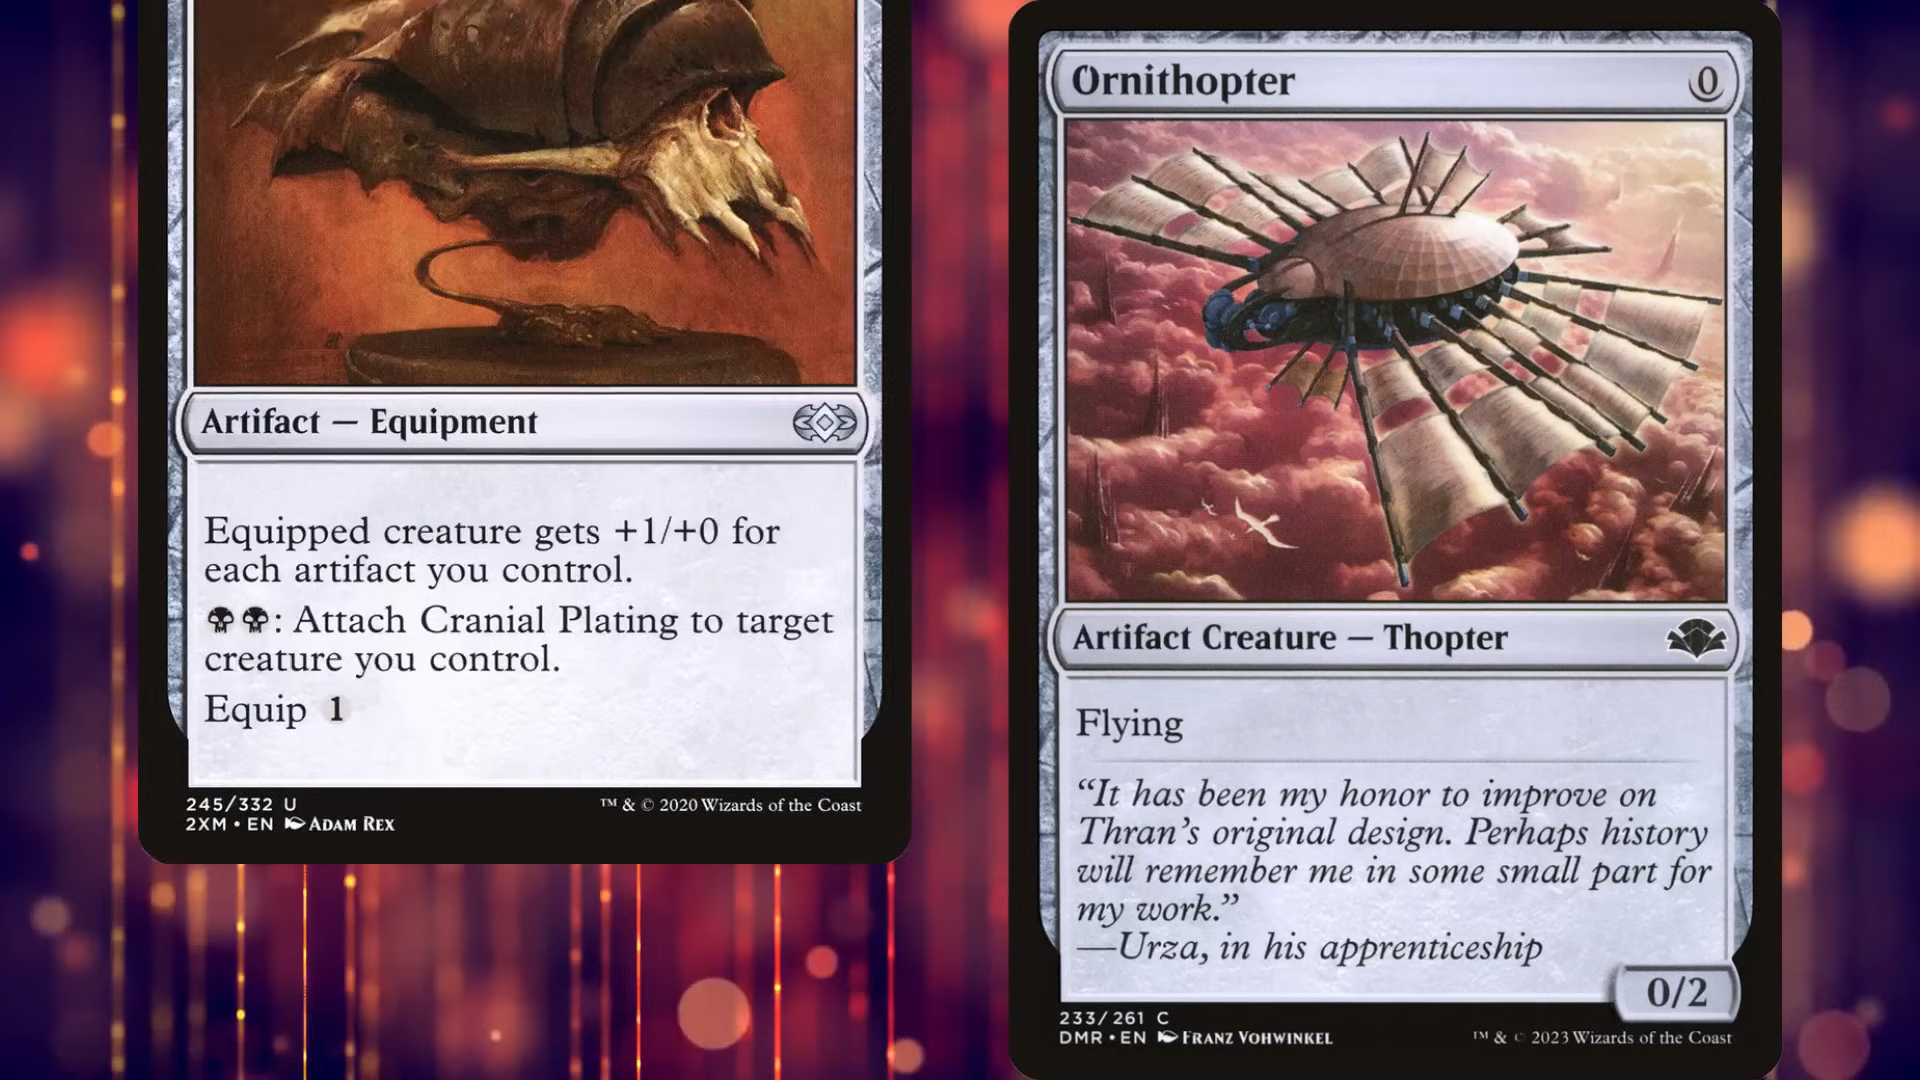 Artifact — Equipment
Equipped creature gets +1/+0 for
each artifact you control.
: Attach Cranial Plating to target
creature you control.
Equip 1
245/332 U
2XM • EN ADAM REX
™ & © 2020 Wizards of the Coast
Ornithopter
0
Artifact Creature — Thopter
Flying
“It has been my honor to improve on
Thran’s original design. Perhaps history
will remember me in some small part for
my work.”
—Urza, in his apprenticeship
0/2
233/261 C
DMR • EN FRANZ VOHWINKEL
™ & © 2023 Wizards of the Coast